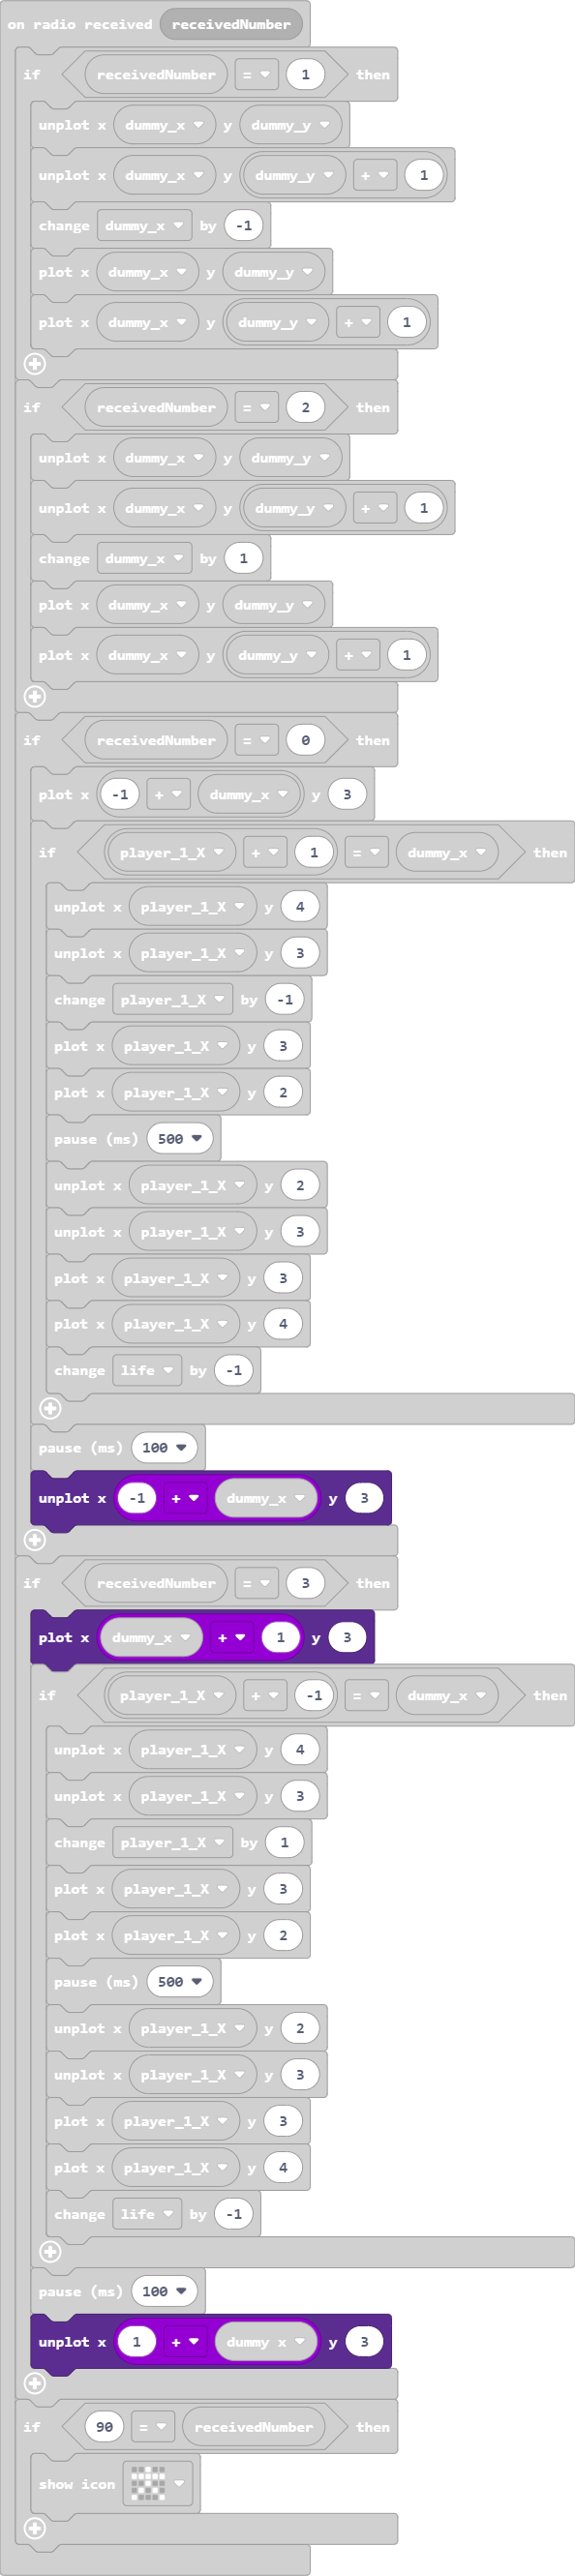 on radio received receivedNumber
if receivedNumber = 1 then
unplot x dummy_x y dummy_y
unplot x dummy_x y dummy_y + 1
change dummy_x by -1
plot x dummy_x y dummy_y
plot x dummy_x y dummy_y + 1
if receivedNumber = 2 then
unplot x dummy_x y dummy_y
unplot x dummy_x y dummy_y + 1
change dummy_x by 1
plot x dummy_x y dummy_y
plot x dummy_x y dummy_y + 1
if receivedNumber = 0 then
plot x -1 + dummy_x y 3
if player_1_X + 1 = dummy_x then
unplot x player_1_X y 4
unplot x player_1_X y 3
change player_1_X by -1
plot x player_1_X y 3
plot x player_1_X y 2
pause (ms) 500
unplot x player_1_X y 2
unplot x player_1_X y 3
plot x player_1_X y 3
plot x player_1_X y 4
change life by -1
pause (ms) 100
unplot x -1 + dummy_x y 3
if receivedNumber = 3 then
plot x dummy_x + 1 y 3
if player_1_X + -1 = dummy_x then
unplot x player_1_X y 4
unplot x player_1_X y 3
change player_1_X by 1
plot x player_1_X y 3
plot x player_1_X y 2
pause (ms) 500
unplot x player_1_X y 2
unplot x player_1_X y 3
plot x player_1_X y 3
plot x player_1_X y 4
change life by -1
pause (ms) 100
unplot x 1 + dummy x y 3
if 90 = receivedNumber then
show icon